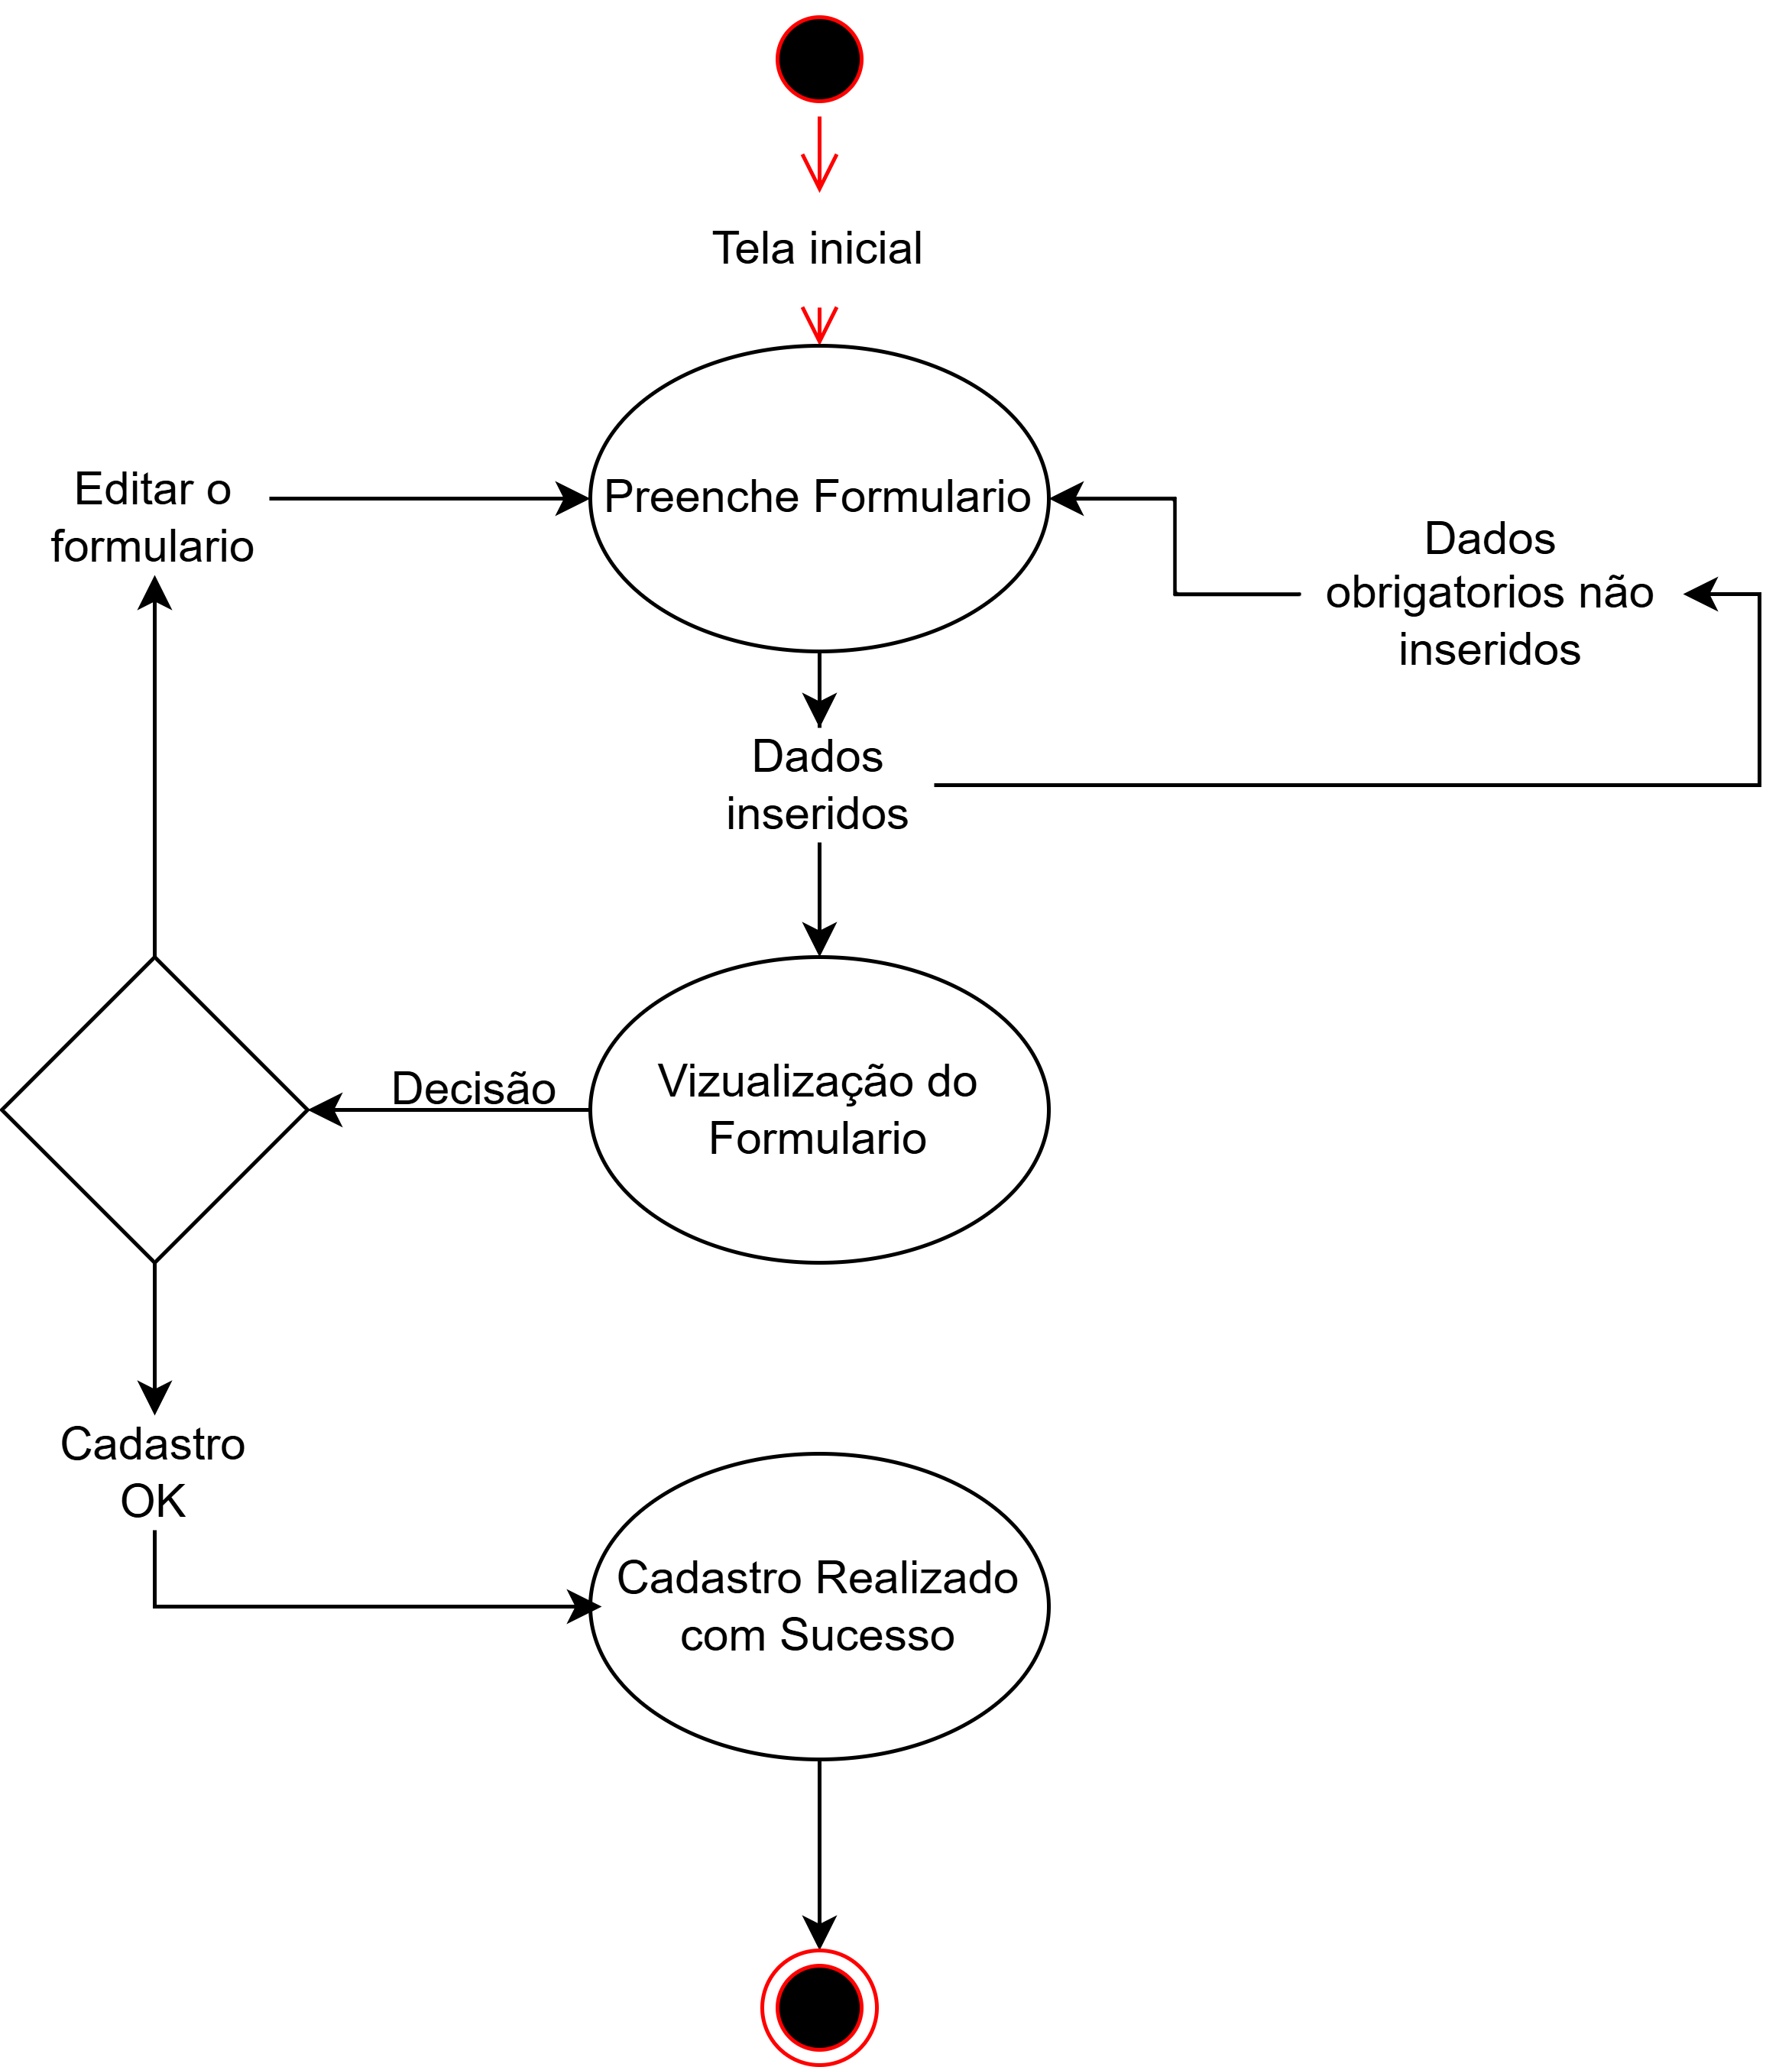 Tela inicial
Editar o
formulario
Preenche Formulario
Dados
obrigatorios não
inseridos
Dados
inseridos
Decisão
Vizualização do
Formulario
Cadastro
OK
Cadastro Realizado
com Sucesso